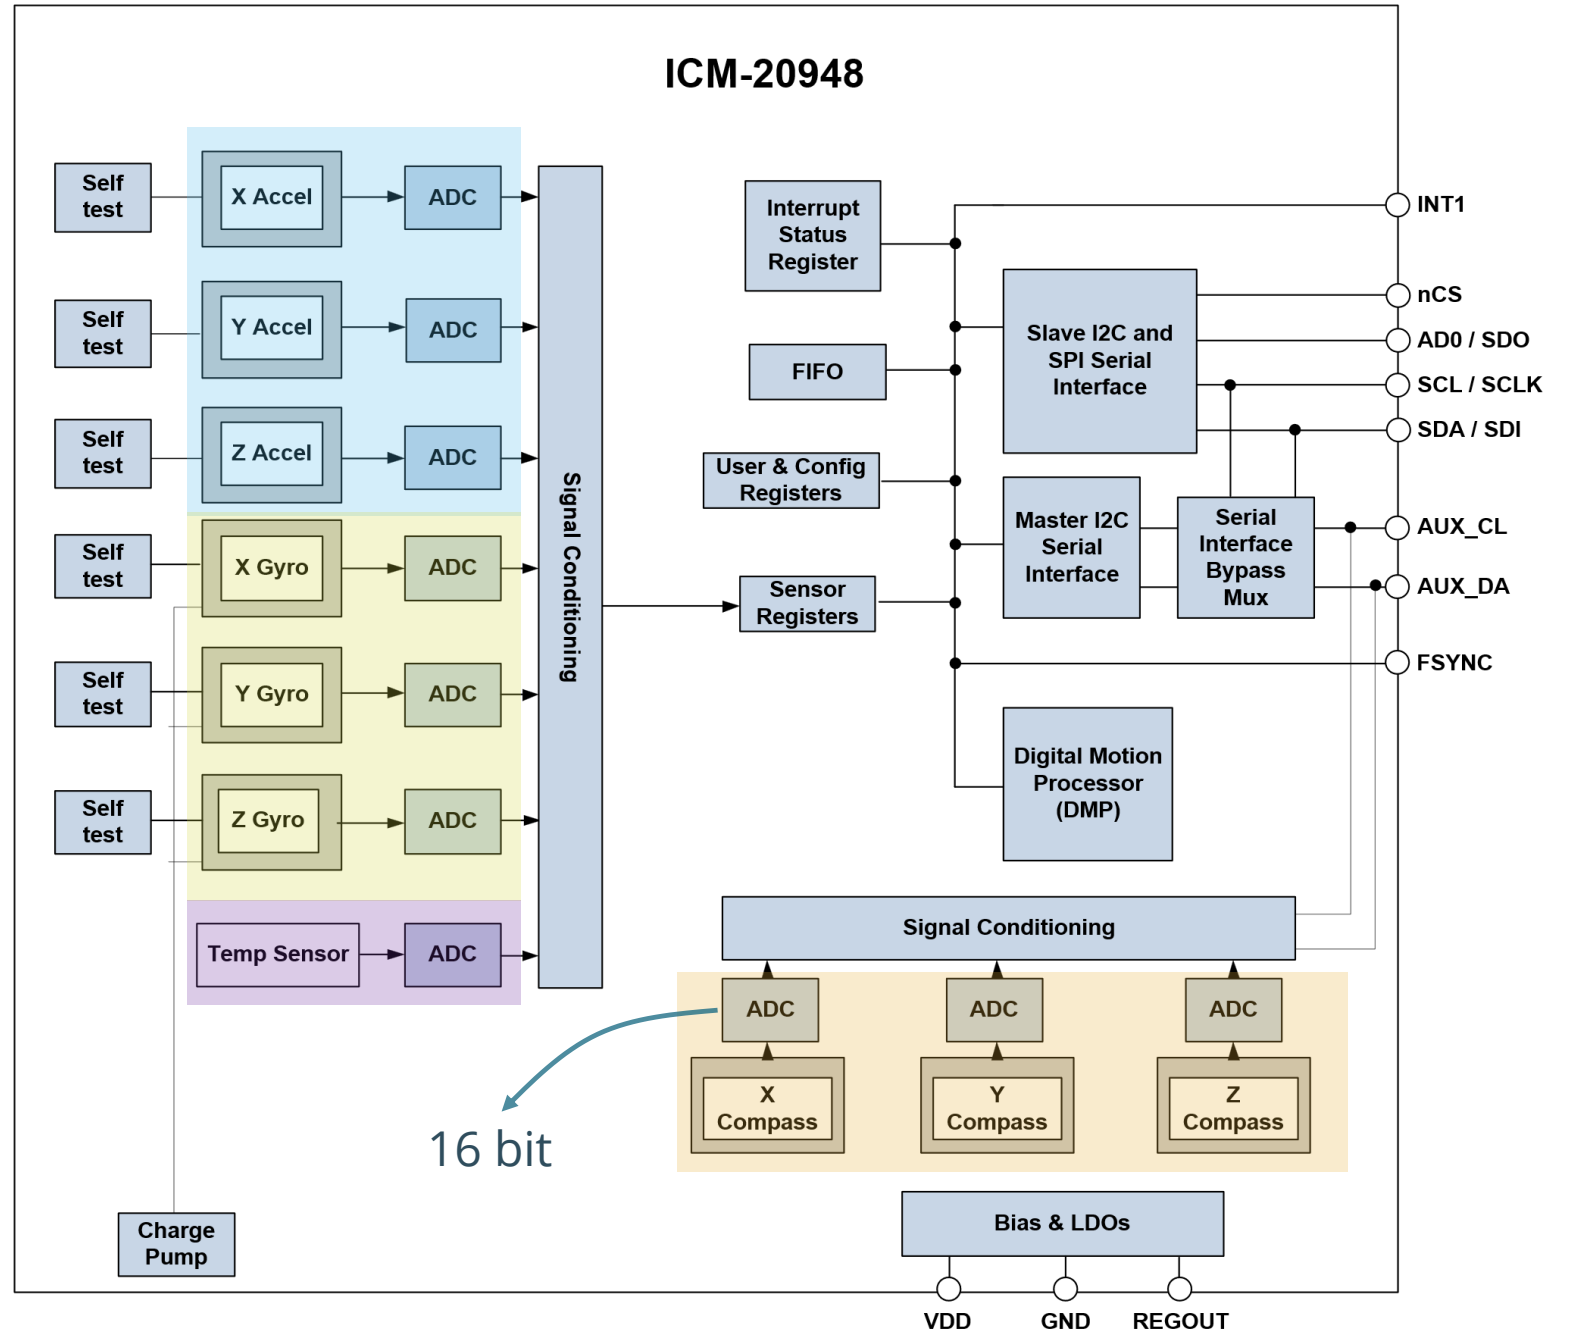 ICM-20948
Self
test
X Accel
ADC
Self
test
Y Accel
ADC
Self
test
Z Accel
ADC
Self
test
X Gyro
ADC
Self
test
Y Gyro
ADC
Self
test
Z Gyro
ADC
Temp Sensor
ADC
Signal Conditioning
Interrupt
Status
Register
FIFO
User & Config
Registers
Sensor
Registers
Slave I2C and
SPI Serial
Interface
Master I2C
Serial
Interface
Serial
Interface
Bypass
Mux
Digital Motion
Processor
(DMP)
INT1
nCS
AD0 / SDO
SCL / SCLK
SDA / SDI
AUX_CL
AUX_DA
FSYNC
Signal Conditioning
ADC
ADC
ADC
X
Compass
Y
Compass
Z
Compass
16 bit
Charge
Pump
Bias & LDOs
VDD
GND
REGOUT